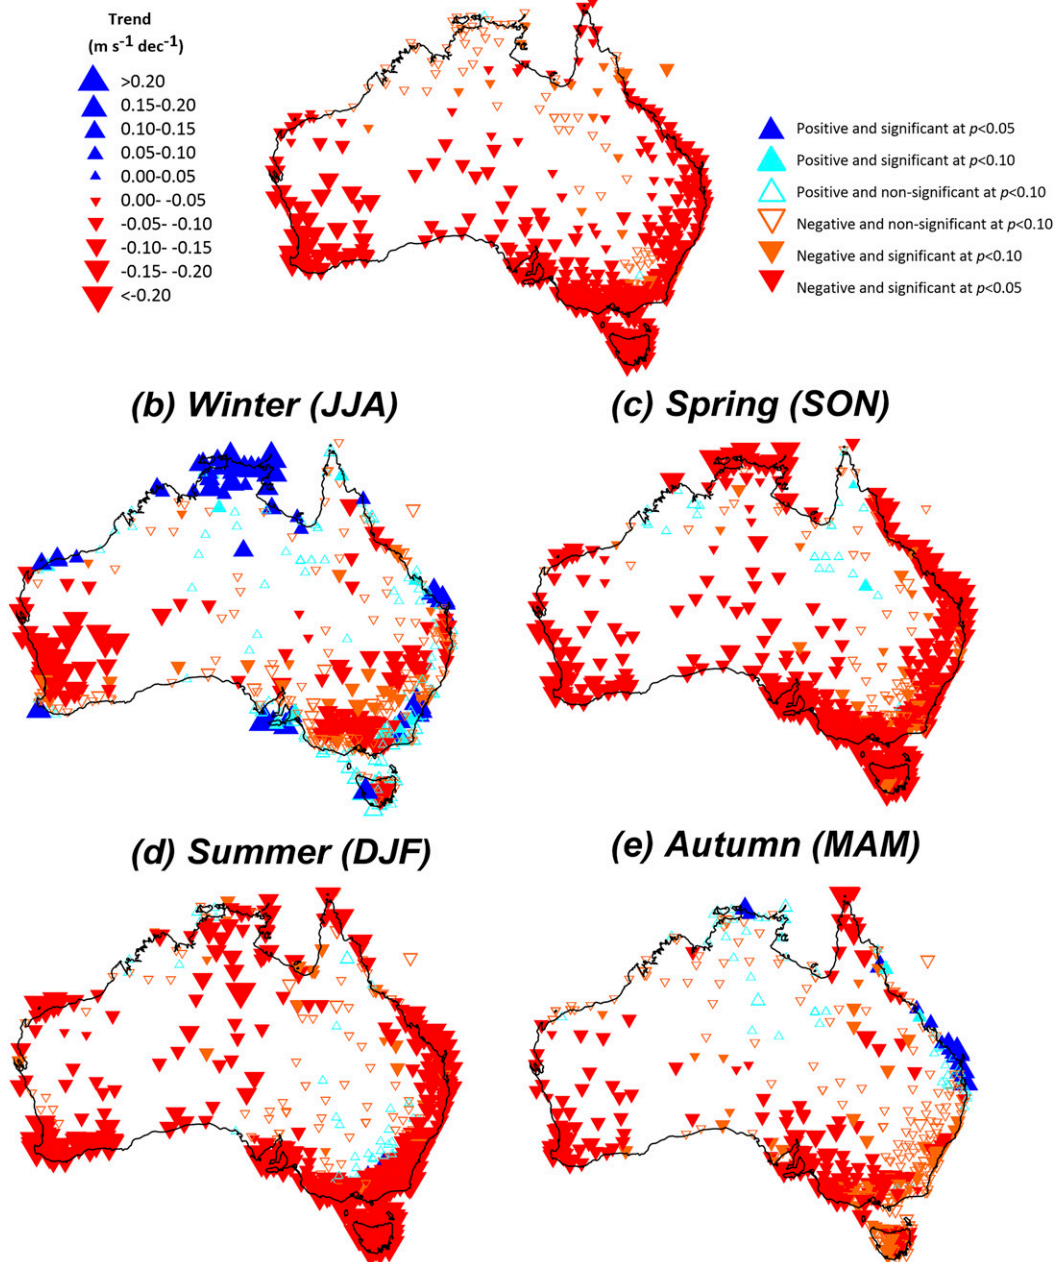 Trend
(m s⁻¹ dec⁻¹)
>0.20
0.15-0.20
0.10-0.15
0.05-0.10
0.00-0.05
0.00- -0.05
-0.05- -0.10
-0.10- -0.15
-0.15- -0.20
<-0.20
Positive and significant at p<0.05
Positive and significant at p<0.10
Positive and non-significant at p<0.10
Negative and non-significant at p<0.10
Negative and significant at p<0.10
Negative and significant at p<0.05
(b) Winter (JJA)
(c) Spring (SON)
(d) Summer (DJF)
(e) Autumn (MAM)